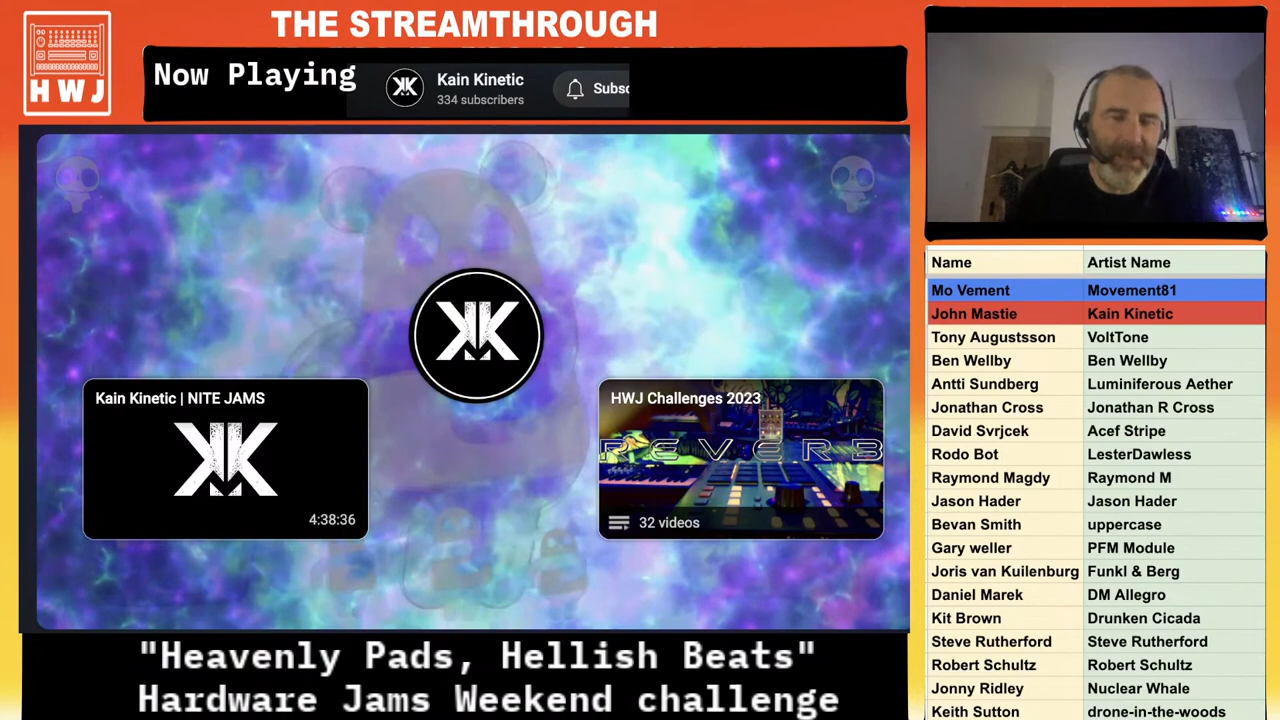 THE STREAMTHROUGH
HWJ
Now Playing
Kain Kinetic
334 subscribers
Subsc
Kain Kinetic | NITE JAMS
4:38:36
HWJ Challenges 2023
REVERB
32 videos
"Heavenly Pads, Hellish Beats"
Hardware Jams Weekend challenge
Name Artist Name
Mo Vement Movement81
John Mastie Kain Kinetic
Tony Augustsson VoltTone
Ben Wellby Ben Wellby
Antti Sundberg Luminiferous Aether
Jonathan Cross Jonathan R Cross
David Svrjcek Acef Stripe
Rodo Bot LesterDawless
Raymond Magdy Raymond M
Jason Hader Jason Hader
Bevan Smith uppercase
Gary weller PFM Module
Joris van Kuilenburg Funkl & Berg
Daniel Marek DM Allegro
Kit Brown Drunken Cicada
Steve Rutherford Steve Rutherford
Robert Schultz Robert Schultz
Jonny Ridley Nuclear Whale
Keith Sutton drone-in-the-woods